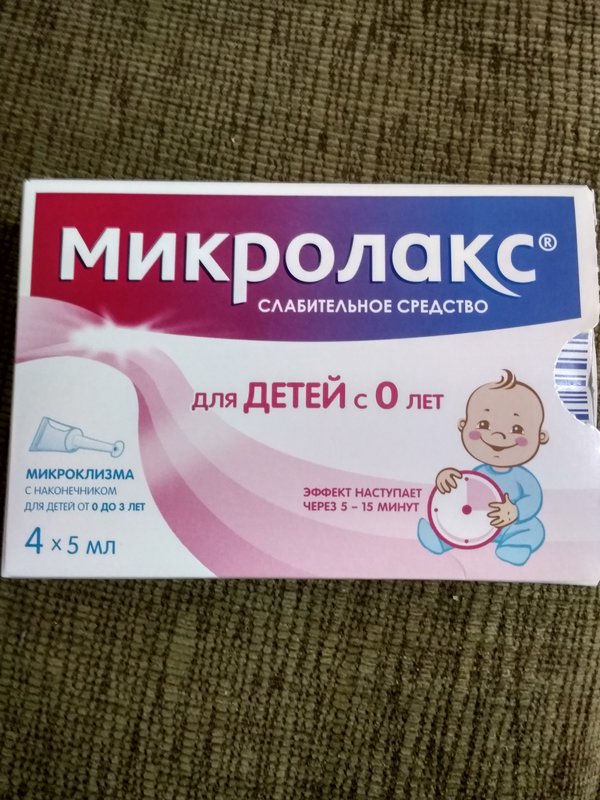 Микролакс®
СЛАБИТЕЛЬНОЕ СРЕДСТВО
для ДЕТЕЙ с 0 лет
МИКРОКЛИЗМА
С НАКОНЕЧНИКОМ
ДЛЯ ДЕТЕЙ ОТ 0 ДО 3 ЛЕТ
4 х 5 мл
ЭФФЕКТ НАСТУПАЕТ
ЧЕРЕЗ 5 – 15 МИНУТ